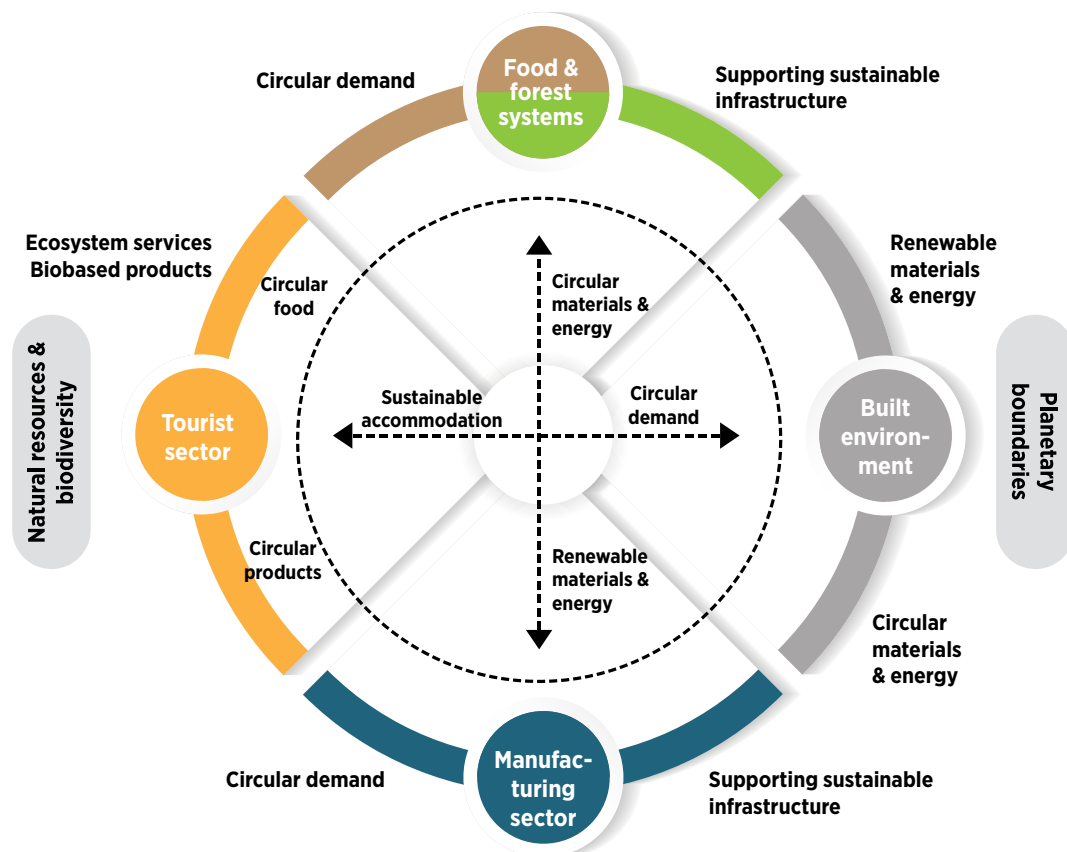 Food &
forest
systems
Circular demand
Supporting sustainable
infrastructure
Ecosystem services
Biobased products
Circular
food
Circular
materials &
energy
Renewable
materials
& energy
Natural resources &
biodiversity
Tourist
sector
Sustainable
accommodation
Circular
demand
Built
environ-
ment
Planetary
boundaries
Circular
products
Renewable
materials &
energy
Circular
materials
& energy
Circular demand
Manufac-
turing
sector
Supporting sustainable
infrastructure